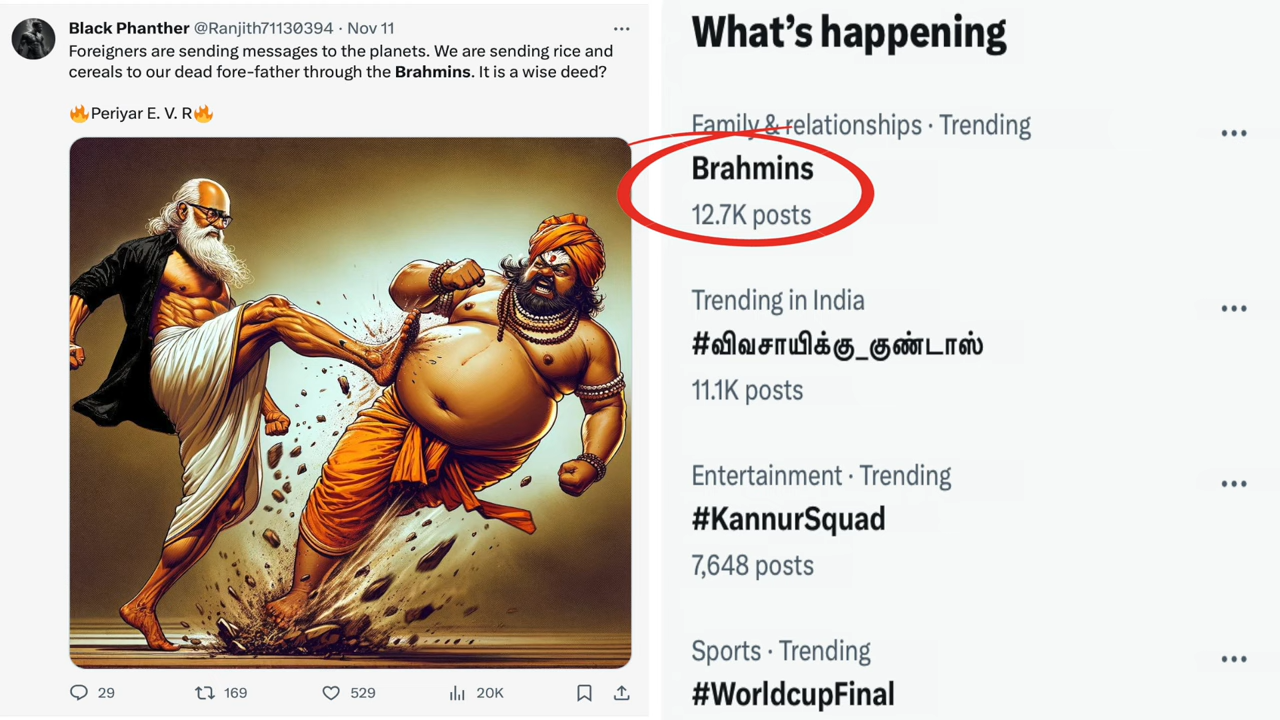 Black Phanther @Ranjith71130394 · Nov 11
Foreigners are sending messages to the planets. We are sending rice and
cereals to our dead fore-father through the Brahmins. It is a wise deed?
🔥Periyar E. V. R🔥
29 169 529 20K
What's happening
Family & relationships · Trending
Brahmins
12.7K posts
Trending in India
#விவசாயிக்கு_குண்டாஸ்
11.1K posts
Entertainment · Trending
#KannurSquad
7,648 posts
Sports · Trending
#WorldcupFinal